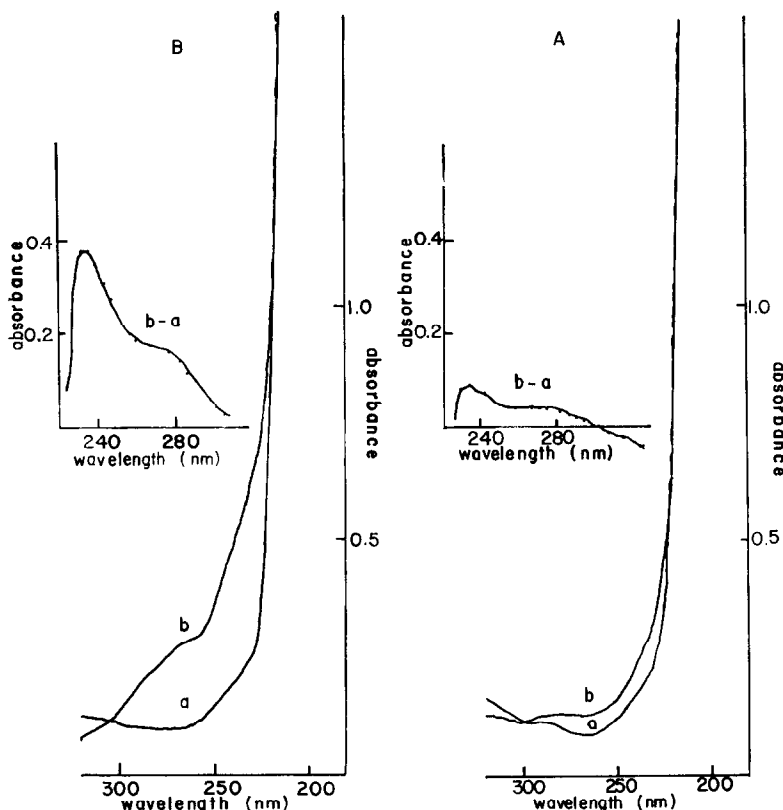 B
absorbance
0.4
0.2
b-a
240
280
wavelength (nm)
1.0
0.5
absorbance
b
a
300
250
200
wavelength (nm)
A
absorbance
0.4
0.2
b-a
240
280
wavelength (nm)
1.0
0.5
absorbance
b
a
300
250
200
wavelength (nm)